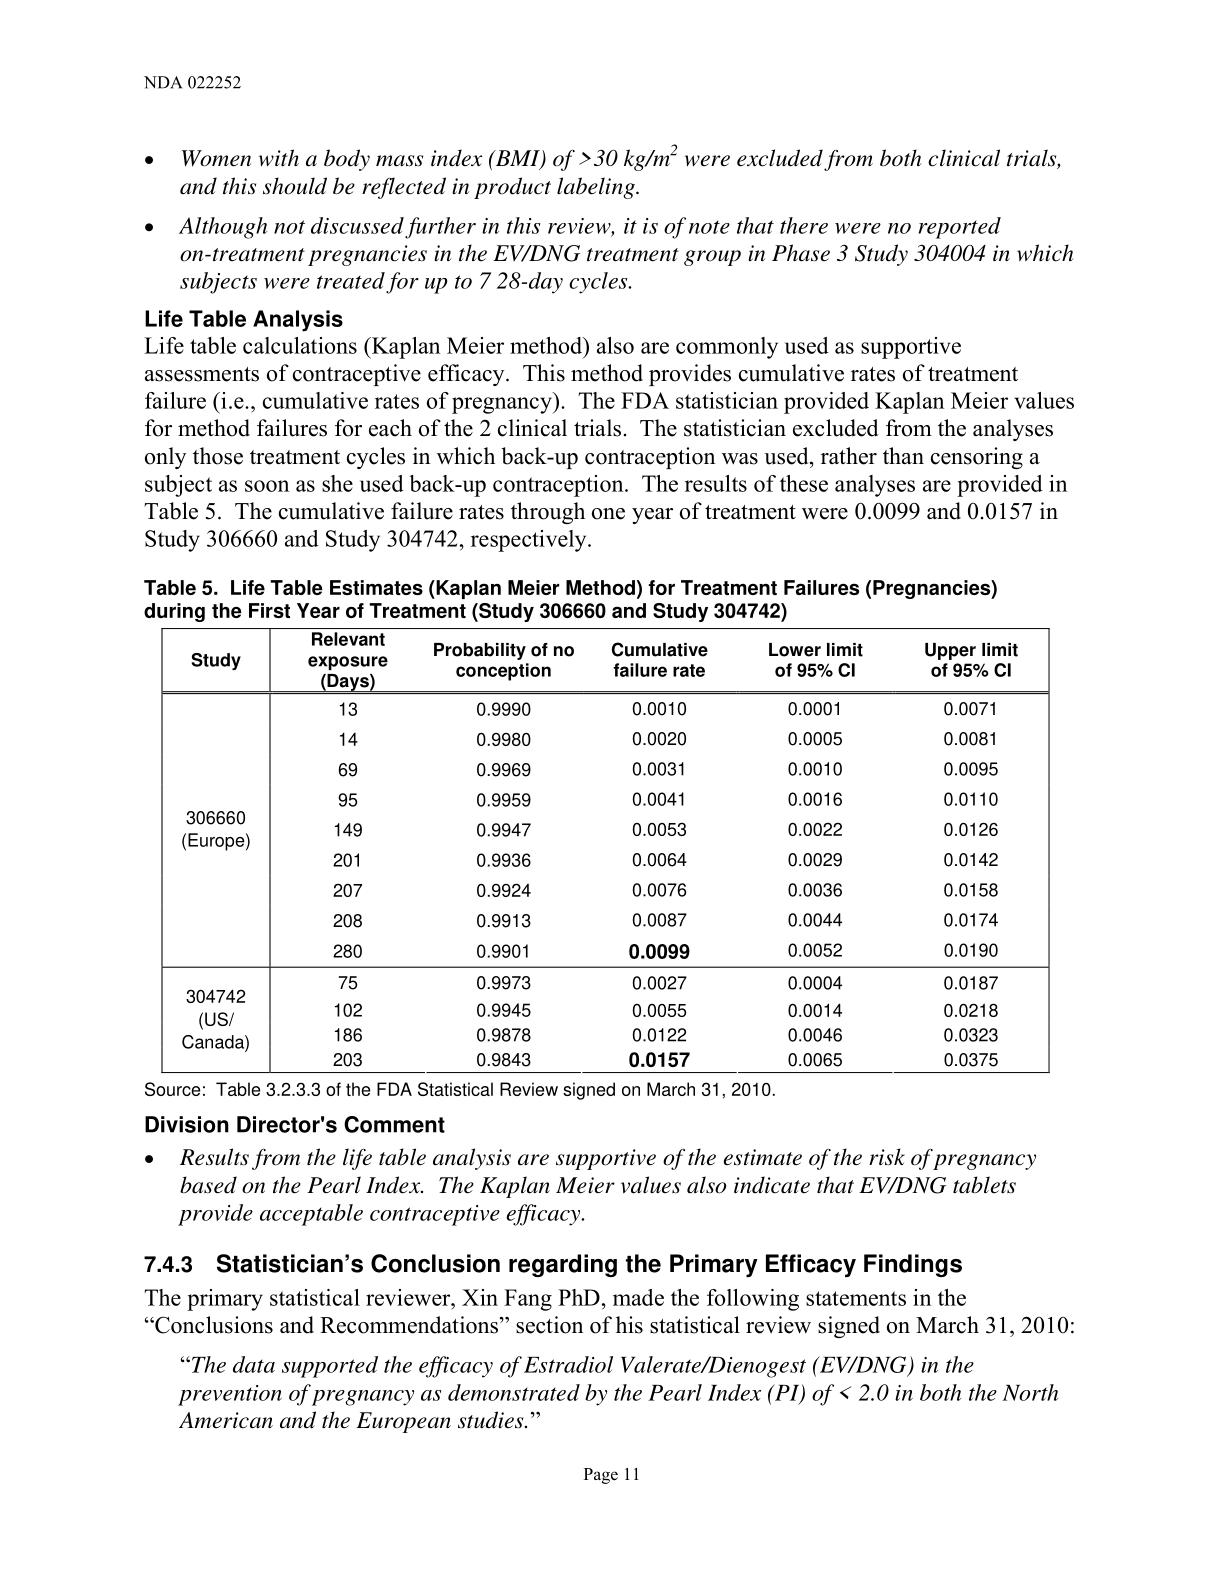 NDA 022252
• Women with a body mass index (BMI) of >30 kg/m2 were excluded from both clinical trials,
and this should be reflected in product labeling.
• Although not discussed further in this review, it is of note that there were no reported
on-treatment pregnancies in the EV/DNG treatment group in Phase 3 Study 304004 in which
subjects were treated for up to 7 28-day cycles.
Life Table Analysis
Life table calculations (Kaplan Meier method) also are commonly used as supportive
assessments of contraceptive efficacy. This method provides cumulative rates of treatment
failure (i.e., cumulative rates of pregnancy). The FDA statistician provided Kaplan Meier values
for method failures for each of the 2 clinical trials. The statistician excluded from the analyses
only those treatment cycles in which back-up contraception was used, rather than censoring a
subject as soon as she used back-up contraception. The results of these analyses are provided in
Table 5. The cumulative failure rates through one year of treatment were 0.0099 and 0.0157 in
Study 306660 and Study 304742, respectively.
Table 5. Life Table Estimates (Kaplan Meier Method) for Treatment Failures (Pregnancies)
during the First Year of Treatment (Study 306660 and Study 304742)
Study
Relevant
exposure
(Days)
Probability of no
conception
Cumulative
failure rate
Lower limit
of 95% CI
Upper limit
of 95% CI
306660
(Europe)
13 0.9990 0.0010 0.0001 0.0071
14 0.9980 0.0020 0.0005 0.0081
69 0.9969 0.0031 0.0010 0.0095
95 0.9959 0.0041 0.0016 0.0110
149 0.9947 0.0053 0.0022 0.0126
201 0.9936 0.0064 0.0029 0.0142
207 0.9924 0.0076 0.0036 0.0158
208 0.9913 0.0087 0.0044 0.0174
280 0.9901 0.0099 0.0052 0.0190
304742
(US/
Canada)
75 0.9973 0.0027 0.0004 0.0187
102 0.9945 0.0055 0.0014 0.0218
186 0.9878 0.0122 0.0046 0.0323
203 0.9843 0.0157 0.0065 0.0375
Source: Table 3.2.3.3 of the FDA Statistical Review signed on March 31, 2010.
Division Director's Comment
• Results from the life table analysis are supportive of the estimate of the risk of pregnancy
based on the Pearl Index. The Kaplan Meier values also indicate that EV/DNG tablets
provide acceptable contraceptive efficacy.
7.4.3 Statistician’s Conclusion regarding the Primary Efficacy Findings
The primary statistical reviewer, Xin Fang PhD, made the following statements in the
“Conclusions and Recommendations” section of his statistical review signed on March 31, 2010:
“The data supported the efficacy of Estradiol Valerate/Dienogest (EV/DNG) in the
prevention of pregnancy as demonstrated by the Pearl Index (PI) of < 2.0 in both the North
American and the European studies.”
Page 11